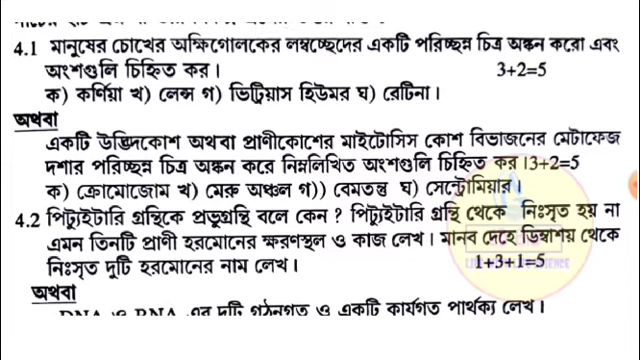 4.1 মানুষের চোখের অক্ষিগোলকের লম্বচ্ছেদের একটি পরিচ্ছন্ন চিত্র অঙ্কন করো এবং
অংশগুলি চিহ্নিত কর। 3+2=5
ক) কর্ণিয়া খ) লেন্স গ) ভিট্রিয়াস হিউমর ঘ) রেটিনা।
অথবা
একটি উদ্ভিদকোশ অথবা প্রাণীকোশের মাইটোসিস কোশ বিভাজনের মেটাফেজ
দশার পরিচ্ছন্ন চিত্র অঙ্কন করে নিম্নলিখিত অংশগুলি চিহ্নিত কর।3+2=5
ক) ক্রোমোজোম খ) মেরু অঞ্চল গ)) বেমতন্তু ঘ) সেন্ট্রোমিয়ার।
4.2 পিট্যুইটারি গ্রন্থিকে প্রভুগ্রন্থি বলে কেন ? পিট্যুইটারি গ্রন্থি থেকে নিঃসৃত হয় না
এমন তিনটি প্রাণী হরমোনের ক্ষরণস্থল ও কাজ লেখ। মানব দেহে ডিম্বাশয় থেকে
নিঃসৃত দুটি হরমোনের নাম লেখ। 1+3+1=5
অথবা
DNA ও RNA এর দুটি গঠনগত ও একটি কার্যগত পার্থক্য লেখ।